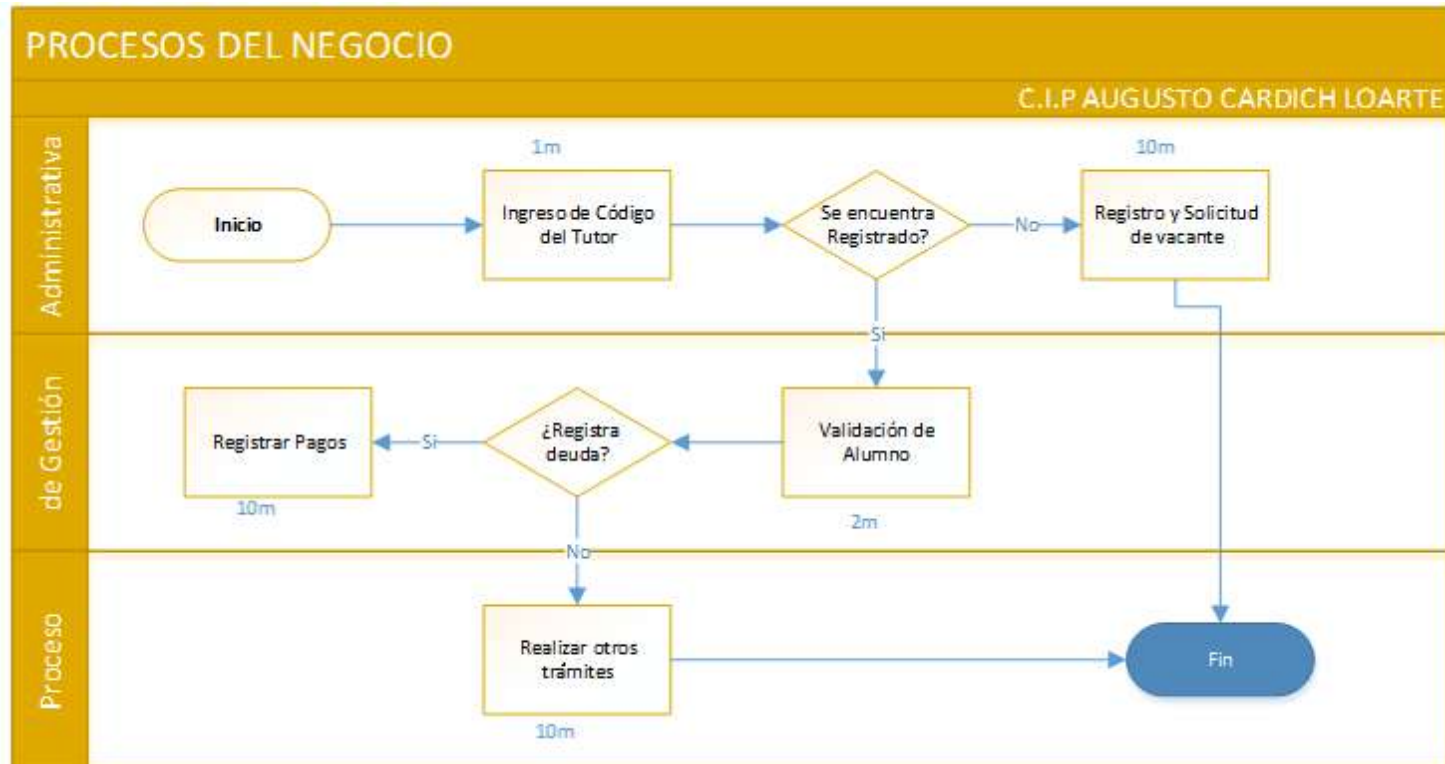 PROCESOS DEL NEGOCIO
C.I.P AUGUSTO CARDICH LOARTE
Administrativa
1m
10m
Inicio
Ingreso de Código
del Tutor
Se encuentra
Registrado?
No
Registro y Solicitud
de vacante
Si
de Gestión
Registrar Pagos
Si
¿Registra
deuda?
Validación de
Alumno
10m
2m
No
Proceso
Realizar otros
trámites
Fin
10m